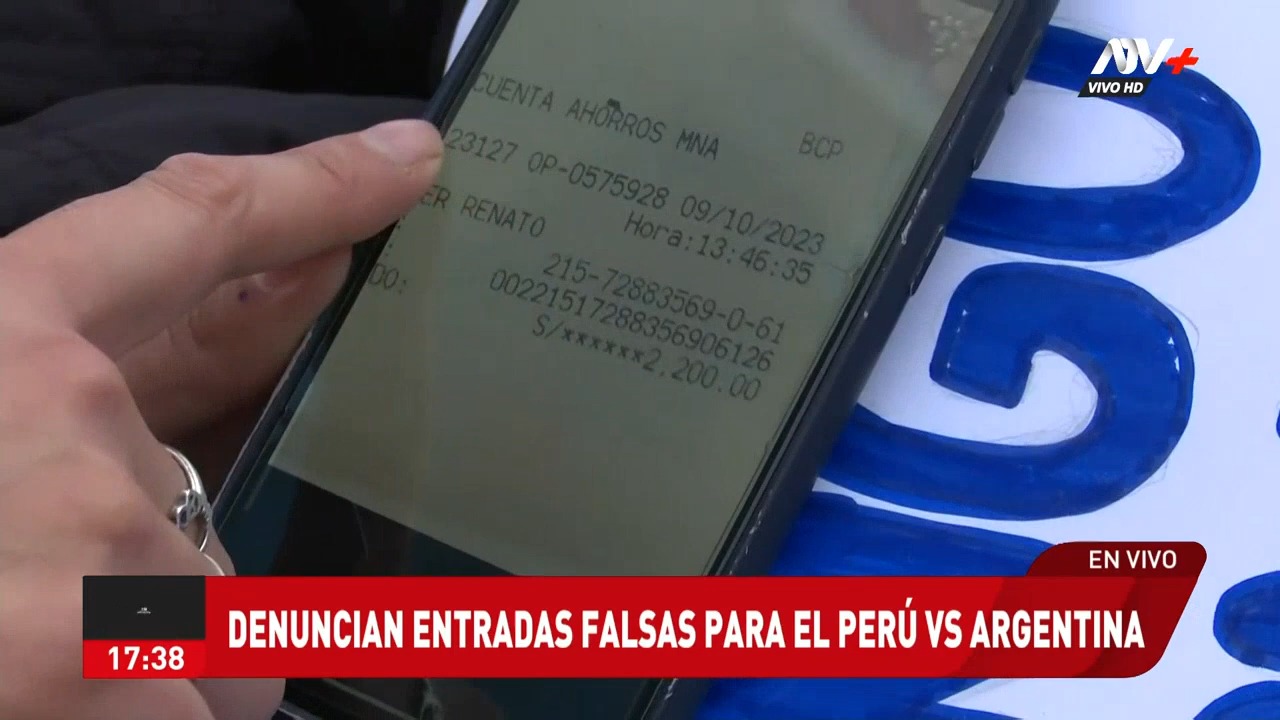 ATV+
VIVO HD
CUENTA AHORROS MNA BCP
23127 OP-0575928 09/10/2023
ER RENATO Hora:13:46:35
215-72883569-0-61
DO: 00221517288356906126
S/******2,200.00
GO
EN VIVO
DENUNCIAN ENTRADAS FALSAS PARA EL PERÚ VS ARGENTINA
17:38